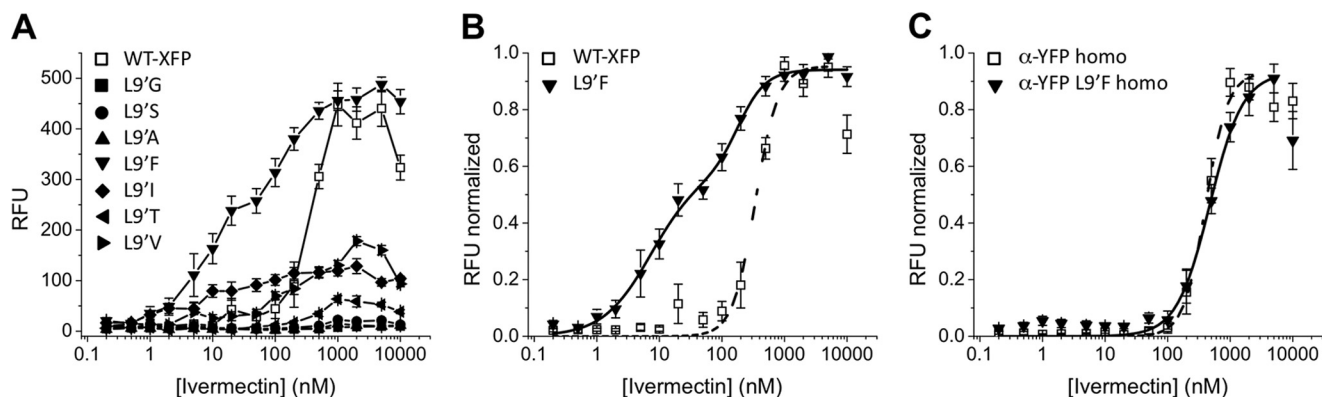 A
WT-XFP
L9'G
L9'S
L9'A
L9'F
L9'I
L9'T
L9'V
RFU
500
400
300
200
100
0
0.1 1 10 100 1000 10000
[Ivermectin] (nM)
B
WT-XFP
L9'F
RFU normalized
1.0
0.8
0.6
0.4
0.2
0.0
0.1 1 10 100 1000 10000
[Ivermectin] (nM)
C
α-YFP homo
α-YFP L9'F homo
RFU normalized
1.0
0.8
0.6
0.4
0.2
0.0
0.1 1 10 100 1000 10000
[Ivermectin] (nM)